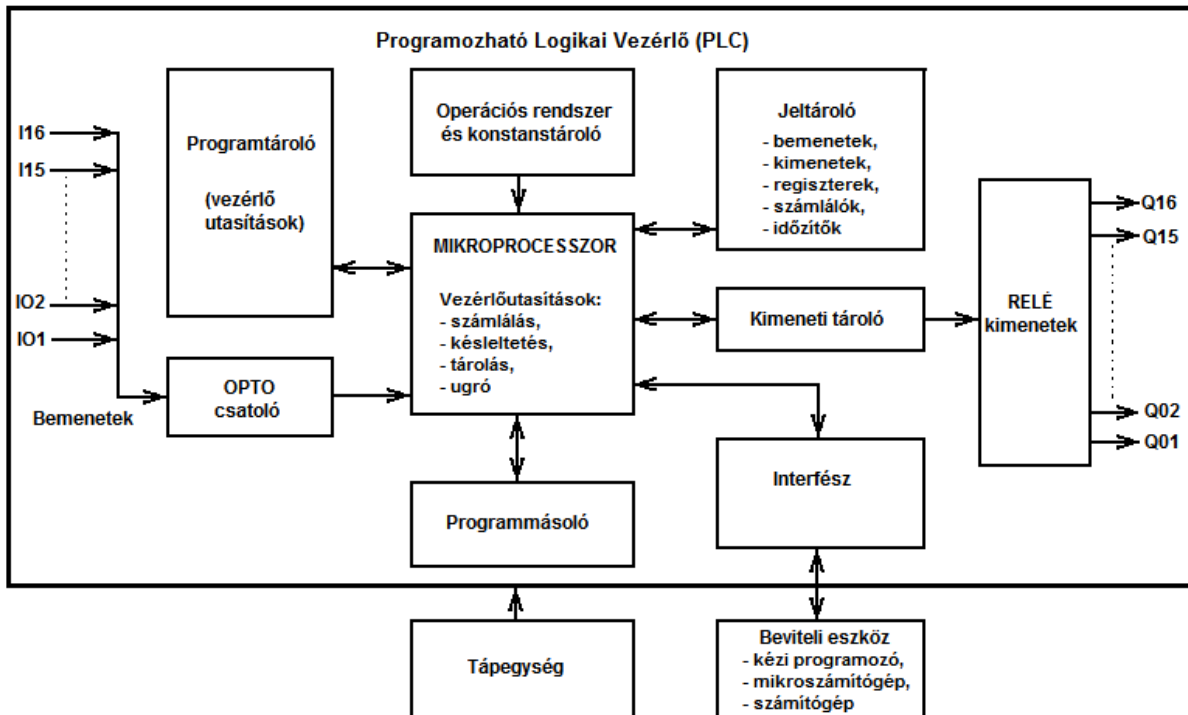 Programozható Logikai Vezérlő (PLC)
I16
I15
IO2
IO1
Bemenetek
Programtároló
(vezérlő
utasítások)
OPTO
csatoló
Operációs rendszer
és konstanstároló
MIKROPROCESSZOR
Vezérlőutasítások:
- számlálás,
- késleltetés,
- tárolás,
- ugró
Programmásoló
Jeltároló
- bemenetek,
- kimenetek,
- regiszterek,
- számlálók,
- időzítők
Kimeneti tároló
Interfész
RELÉ
kimenetek
Q16
Q15
Q02
Q01
Tápegység
Beviteli eszköz
- kézi programozó,
- mikroszámítógép,
- számítógép